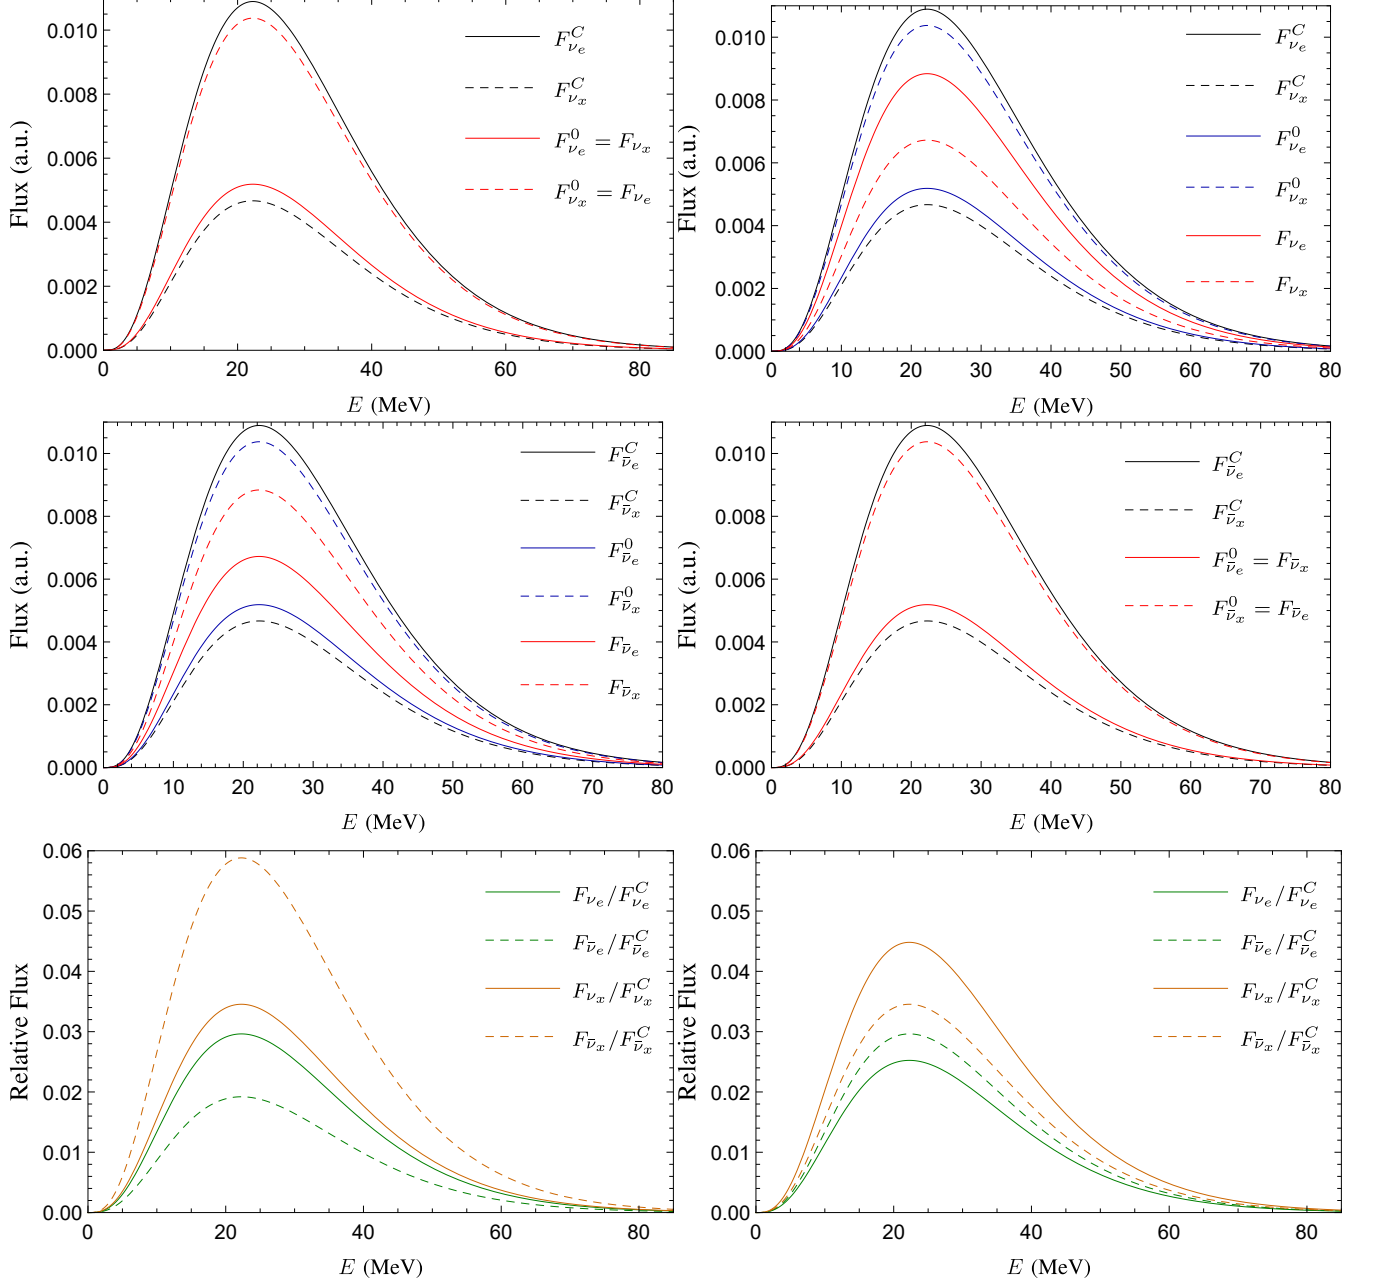 Flux (a.u.)
0.010
0.008
0.006
0.004
0.002
0.000
0 20 40 60 80
E (MeV)
F^C_{ν_e}
F^C_{ν_x}
F^0_{ν_e} = F_{ν_x}
F^0_{ν_x} = F_{ν_e}
Flux (a.u.)
0.010
0.008
0.006
0.004
0.002
0.000
0 10 20 30 40 50 60 70 80
E (MeV)
F^C_{ν_e}
F^C_{ν_x}
F^0_{ν_e}
F^0_{ν_x}
F_{ν_e}
F_{ν_x}
Flux (a.u.)
0.010
0.008
0.006
0.004
0.002
0.000
0 10 20 30 40 50 60 70 80
E (MeV)
F^C_{ν̅_e}
F^C_{ν̅_x}
F^0_{ν̅_e}
F^0_{ν̅_x}
F_{ν̅_e}
F_{ν̅_x}
Flux (a.u.)
0.010
0.008
0.006
0.004
0.002
0.000
0 10 20 30 40 50 60 70 80
E (MeV)
F^C_{ν̅_e}
F^C_{ν̅_x}
F^0_{ν̅_e} = F_{ν̅_x}
F^0_{ν̅_x} = F_{ν̅_e}
Relative Flux
0.06
0.05
0.04
0.03
0.02
0.01
0.00
0 20 40 60 80
E (MeV)
F_{ν_e}/F^C_{ν_e}
F_{ν̅_e}/F^C_{ν̅_e}
F_{ν_x}/F^C_{ν_x}
F_{ν̅_x}/F^C_{ν̅_x}
Relative Flux
0.06
0.05
0.04
0.03
0.02
0.01
0.00
0 20 40 60 80
E (MeV)
F_{ν_e}/F^C_{ν_e}
F_{ν̅_e}/F^C_{ν̅_e}
F_{ν_x}/F^C_{ν_x}
F_{ν̅_x}/F^C_{ν̅_x}